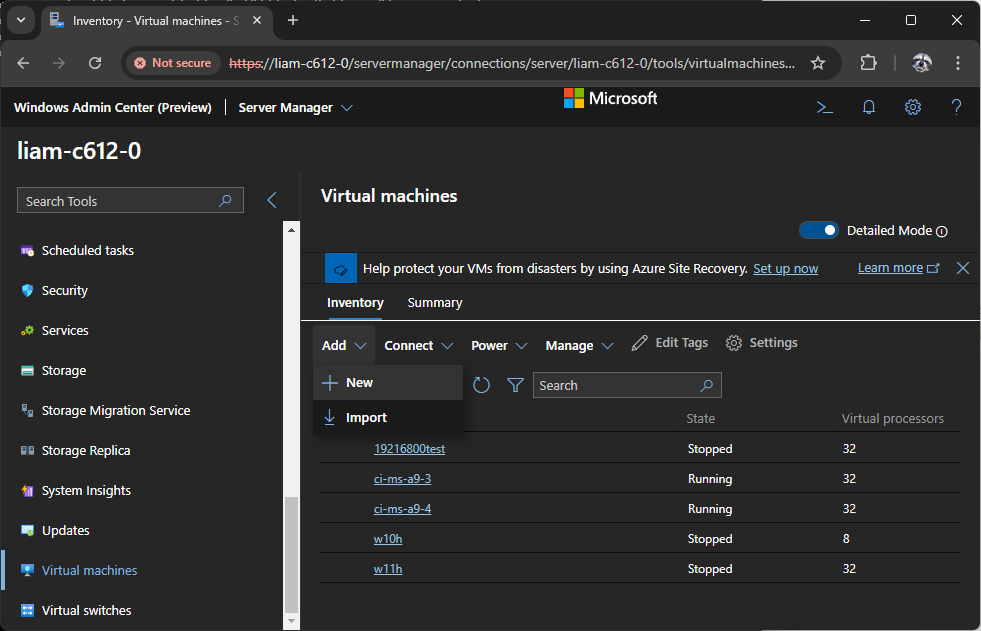 Inventory - Virtual machines - S
Not secure
https://liam-c612-0/servermanager/connections/server/liam-c612-0/tools/virtualmachines...
Windows Admin Center (Preview)
Server Manager
Microsoft
liam-c612-0
Search Tools
Scheduled tasks
Security
Services
Storage
Storage Migration Service
Storage Replica
System Insights
Updates
Virtual machines
Virtual switches
Virtual machines
Detailed Mode
Help protect your VMs from disasters by using Azure Site Recovery. Set up now
Learn more
Inventory Summary
Add Connect Power Manage Edit Tags Settings
New
Import
Search
State Virtual processors
19216800test Stopped 32
ci-ms-a9-3 Running 32
ci-ms-a9-4 Running 32
w10h Stopped 8
w11h Stopped 32